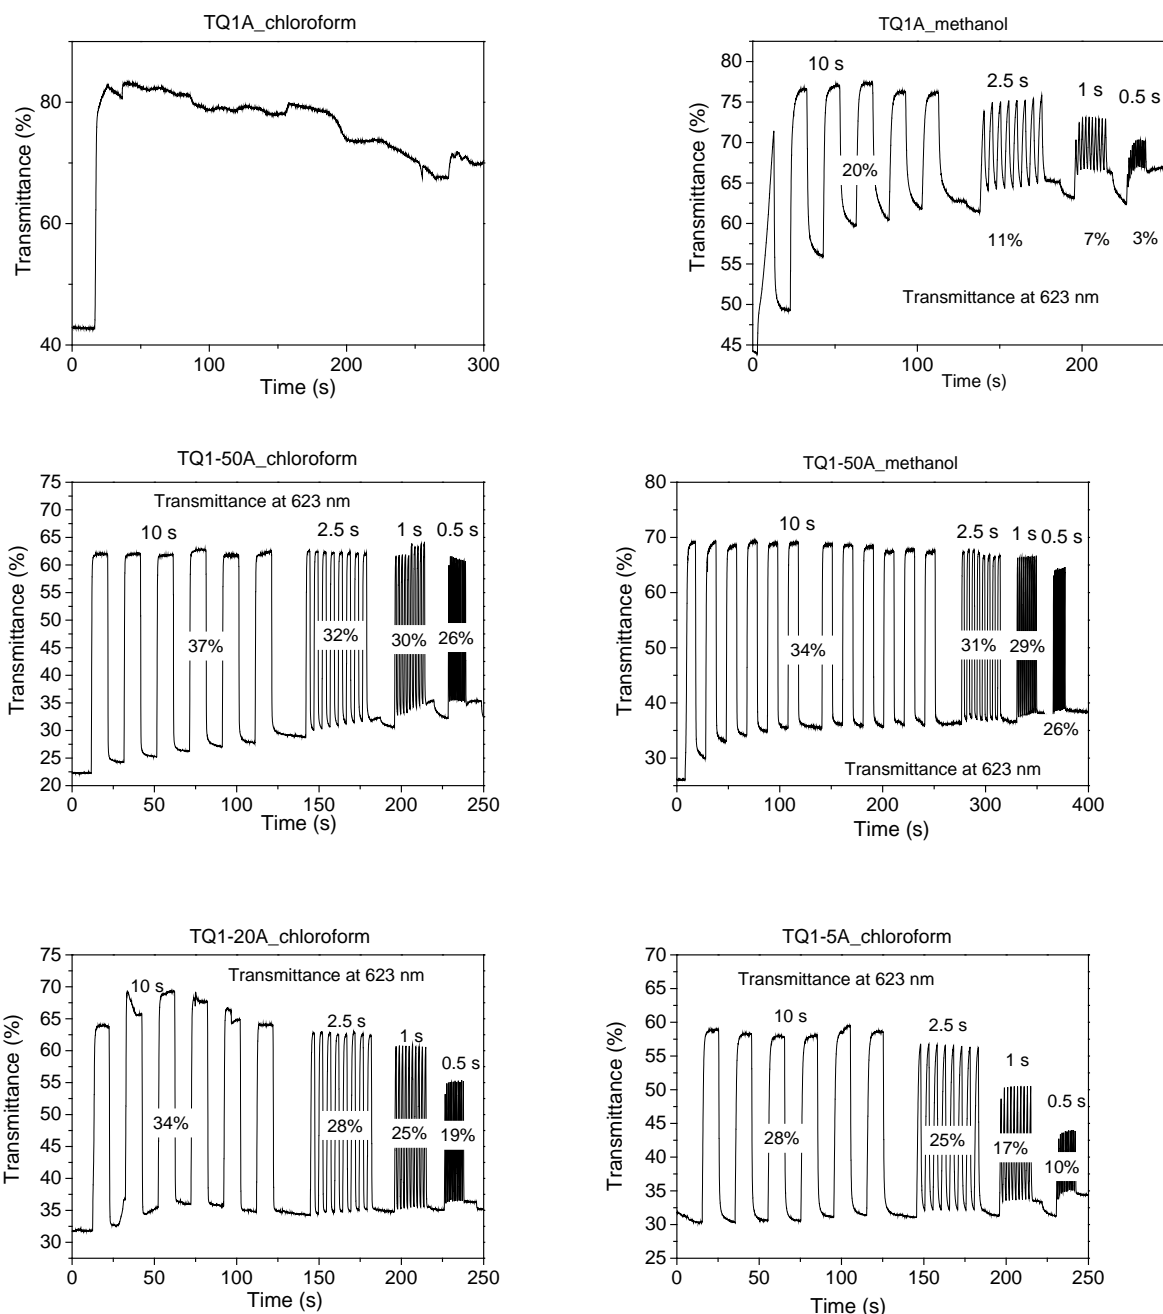 TQ1A_chloroform
Transmittance (%)
80
60
40
0
100
200
300
Time (s)
TQ1A_methanol
Transmittance (%)
80
75
70
65
60
55
50
45
0
100
200
Time (s)
10 s
2.5 s
1 s
0.5 s
20%
11%
7%
3%
Transmittance at 623 nm
TQ1-50A_chloroform
Transmittance (%)
75
70
65
60
55
50
45
40
35
30
25
20
0
50
100
150
200
250
Time (s)
Transmittance at 623 nm
10 s
2.5 s
1 s
0.5 s
37%
32%
30%
26%
TQ1-50A_methanol
Transmittance (%)
80
70
60
50
40
30
0
100
200
300
400
Time (s)
10 s
2.5 s
1 s
0.5 s
34%
31%
29%
26%
Transmittance at 623 nm
TQ1-20A_chloroform
Transmittance (%)
75
70
65
60
55
50
45
40
35
30
0
50
100
150
200
250
Time (s)
Transmittance at 623 nm
10 s
2.5 s
1 s
0.5 s
34%
28%
25%
19%
TQ1-5A_chloroform
Transmittance (%)
70
65
60
55
50
45
40
35
30
25
0
50
100
150
200
250
Time (s)
Transmittance at 623 nm
10 s
2.5 s
1 s
0.5 s
28%
25%
17%
10%